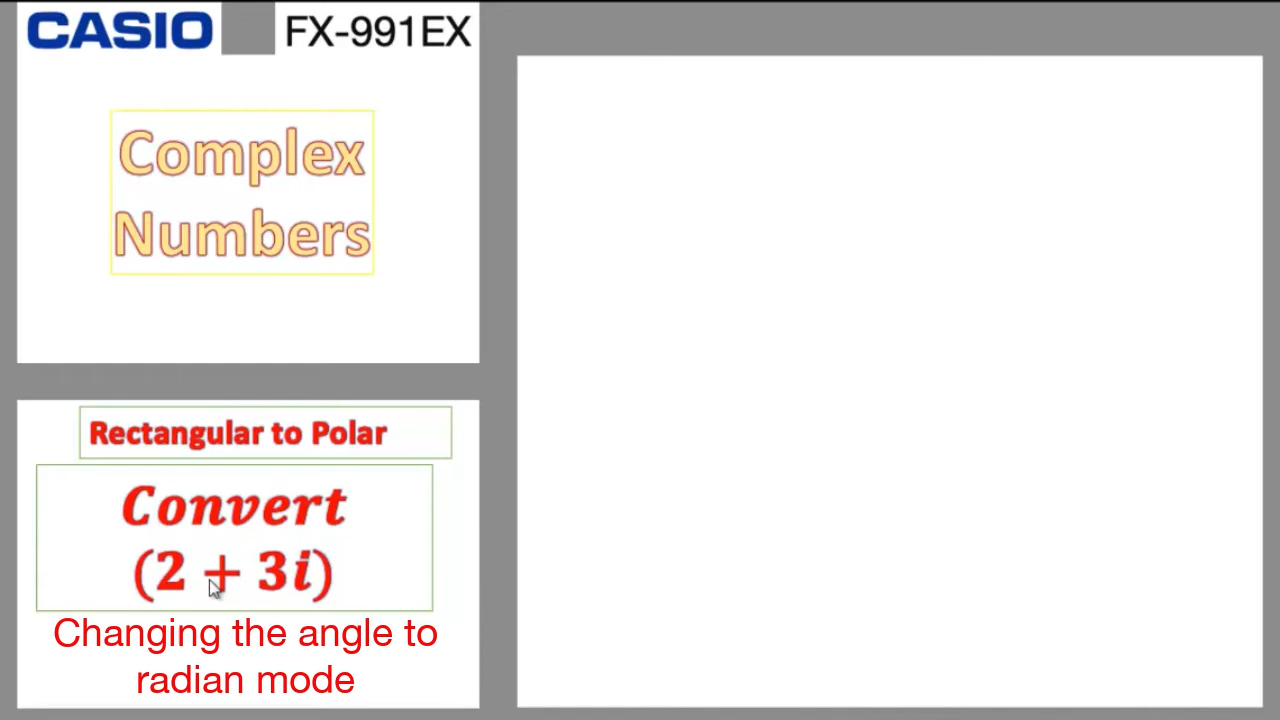 CASIO FX-991EX
Complex
Numbers
Rectangular to Polar
Convert
(2 + 3i)
Changing the angle to
radian mode